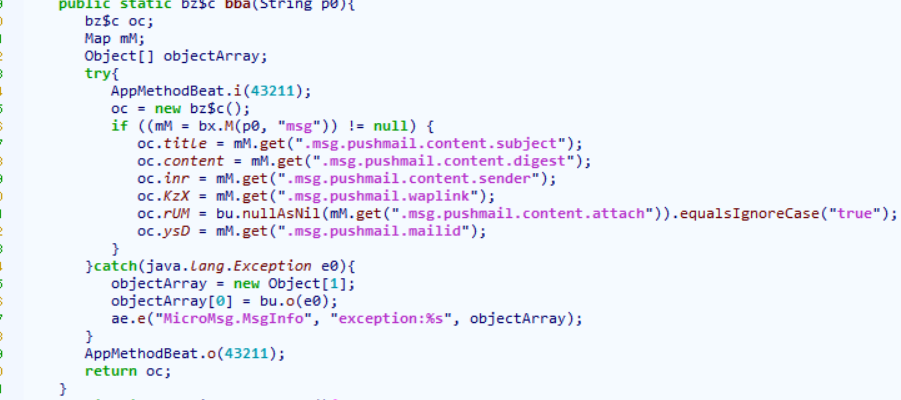 public static bz$c bba(String p0){
bz$c oc;
Map mM;
Object[] objectArray;
try{
AppMethodBeat.i(43211);
oc = new bz$c();
if ((mM = bx.M(p0, "msg")) != null) {
oc.title = mM.get(".msg.pushmail.content.subject");
oc.content = mM.get(".msg.pushmail.content.digest");
oc.inr = mM.get(".msg.pushmail.content.sender");
oc.KzX = mM.get(".msg.pushmail.waplink");
oc.rUM = bu.nullAsNil(mM.get(".msg.pushmail.content.attach")).equalsIgnoreCase("true");
oc.ysD = mM.get(".msg.pushmail.mailid");
}
}catch(java.lang.Exception e0){
objectArray = new Object[1];
objectArray[0] = bu.o(e0);
ae.e("MicroMsg.MsgInfo", "exception:%s", objectArray);
}
AppMethodBeat.o(43211);
return oc;
}